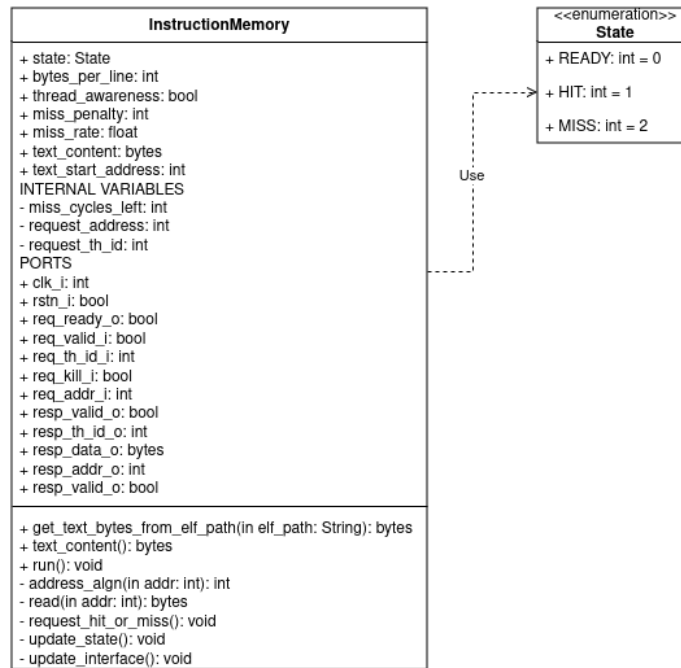 InstructionMemory
+ state: State
+ bytes_per_line: int
+ thread_awareness: bool
+ miss_penalty: int
+ miss_rate: float
+ text_content: bytes
+ text_start_address: int
INTERNAL VARIABLES
- miss_cycles_left: int
- request_address: int
- request_th_id: int
PORTS
+ clk_i: int
+ rstn_i: bool
+ req_ready_o: bool
+ req_valid_i: bool
+ req_th_id_i: int
+ req_kill_i: bool
+ req_addr_i: int
+ resp_valid_o: bool
+ resp_th_id_o: int
+ resp_data_o: bytes
+ resp_addr_o: int
+ resp_valid_o: bool
+ get_text_bytes_from_elf_path(in elf_path: String): bytes
+ text_content(): bytes
+ run(): void
- address_algn(in addr: int): int
- read(in addr: int): bytes
- request_hit_or_miss(): void
- update_state(): void
- update_interface(): void
Use
<<enumeration>>
State
+ READY: int = 0
+ HIT: int = 1
+ MISS: int = 2